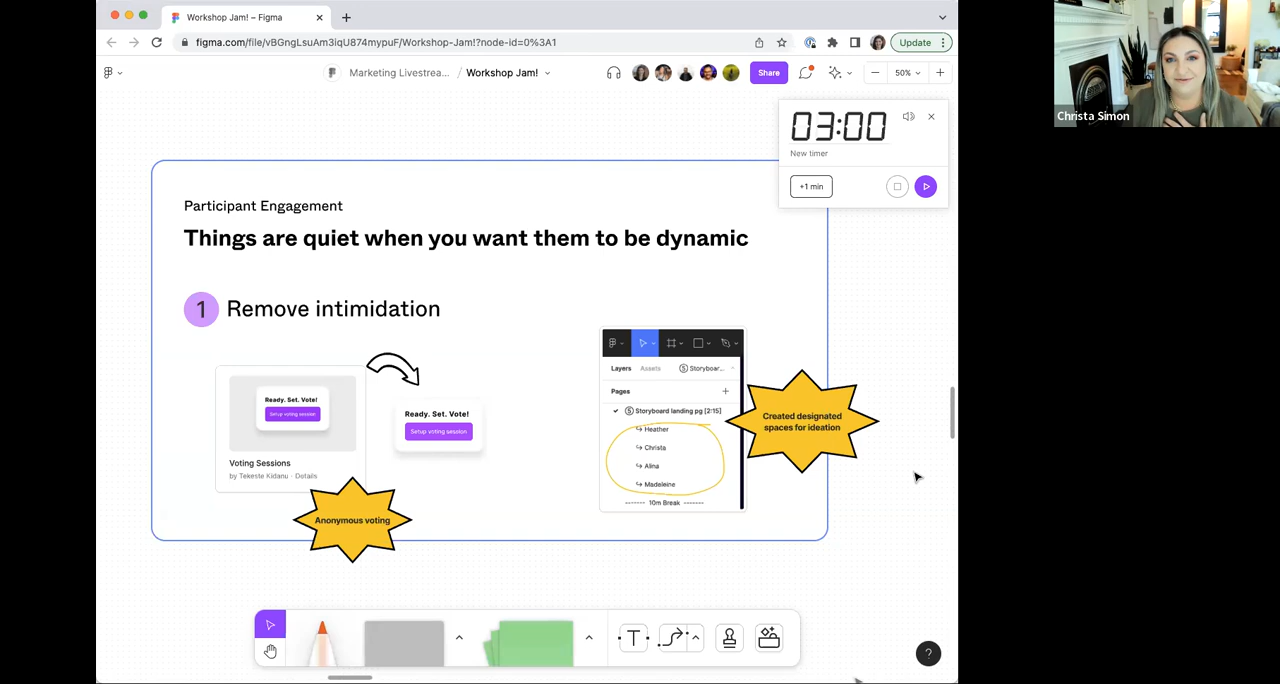 Workshop Jam! – Figma
figma.com/file/vBGngLsuAm3iqU874mypuF/Workshop-Jam!?node-id=0%3A1
Update
Marketing Livestrea... / Workshop Jam!
Share
50%
Christa Simon
03:00
New timer
+1 min
Participant Engagement
Things are quiet when you want them to be dynamic
1 Remove intimidation
Ready. Set. Vote!
Setup voting session
Voting Sessions
by Tekeste Kidanu · Details
Anonymous voting
Ready. Set. Vote!
Setup voting session
Layers Assets Ⓢ Storyboar...
Pages
Ⓢ Storyboard landing pg [2:15]
↪ Heather
↪ Christa
↪ Alina
↪ Madeleine
------- 10m Break -------
Created designated
spaces for ideation
T
?